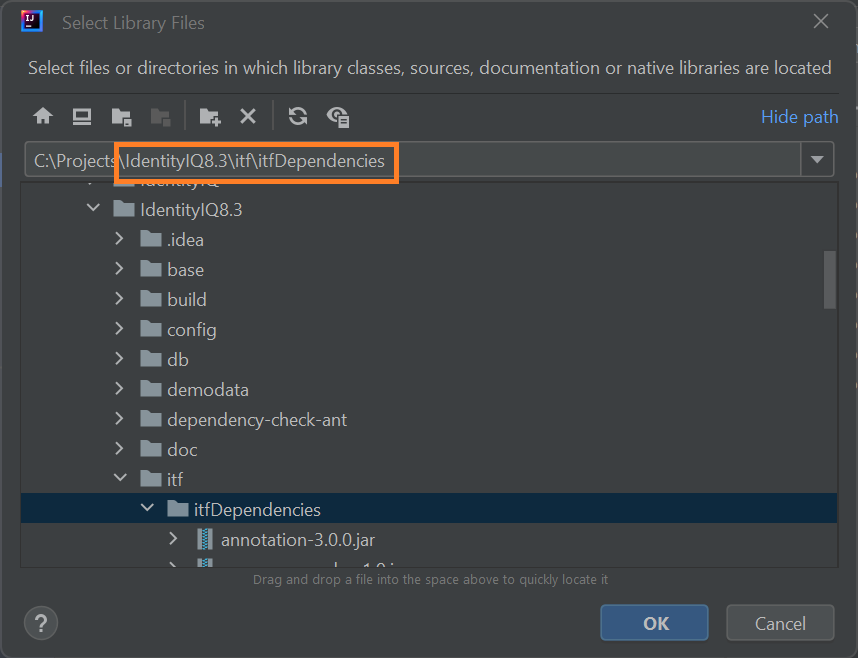 Select Library Files
Select files or directories in which library classes, sources, documentation or native libraries are located
Hide path
C:\Projects\IdentityIQ8.3\itf\itfDependencies
IdentityIQ
IdentityIQ8.3
.idea
base
build
config
db
demodata
dependency-check-ant
doc
itf
itfDependencies
annotation-3.0.0.jar
Drag and drop a file into the space above to quickly locate it
?
OK
Cancel